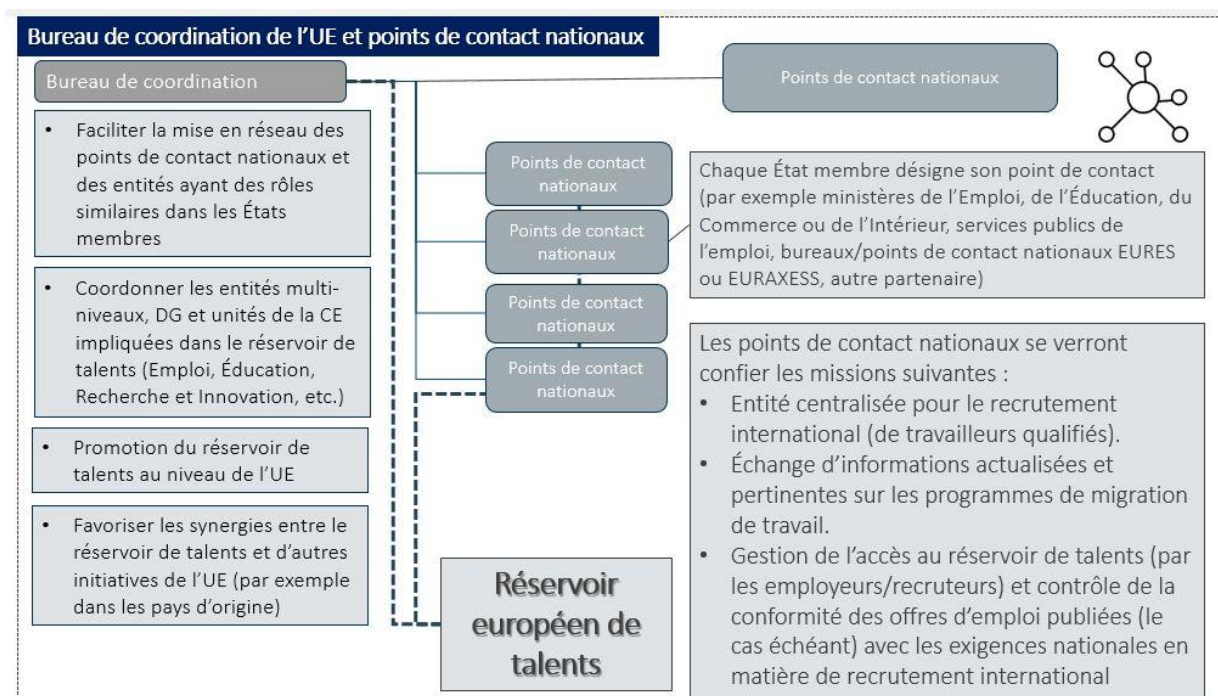 Bureau de coordination de l’UE et points de contact nationaux
Bureau de coordination
• Faciliter la mise en réseau des
points de contact nationaux et
des entités ayant des rôles
similaires dans les États
membres
• Coordonner les entités multi-
niveaux, DG et unités de la CE
impliquées dans le réservoir de
talents (Emploi, Éducation,
Recherche et Innovation, etc.)
• Promotion du réservoir de
talents au niveau de l’UE
• Favoriser les synergies entre le
réservoir de talents et d’autres
initiatives de l’UE (par exemple
dans les pays d’origine)
Points de contact nationaux
Points de contact
nationaux
Points de contact
nationaux
Points de contact
nationaux
Points de contact
nationaux
Chaque État membre désigne son point de contact
(par exemple ministères de l’Emploi, de l’Éducation, du
Commerce ou de l’Intérieur, services publics de
l’emploi, bureaux/points de contact nationaux EURES
ou EURAXESS, autre partenaire)
Les points de contact nationaux se verront
confier les missions suivantes :
• Entité centralisée pour le recrutement
international (de travailleurs qualifiés).
• Échange d’informations actualisées et
pertinentes sur les programmes de migration
de travail.
• Gestion de l’accès au réservoir de talents (par
les employeurs/recruteurs) et contrôle de la
conformité des offres d’emploi publiées (le
cas échéant) avec les exigences nationales en
matière de recrutement international
Réservoir
européen de
talents